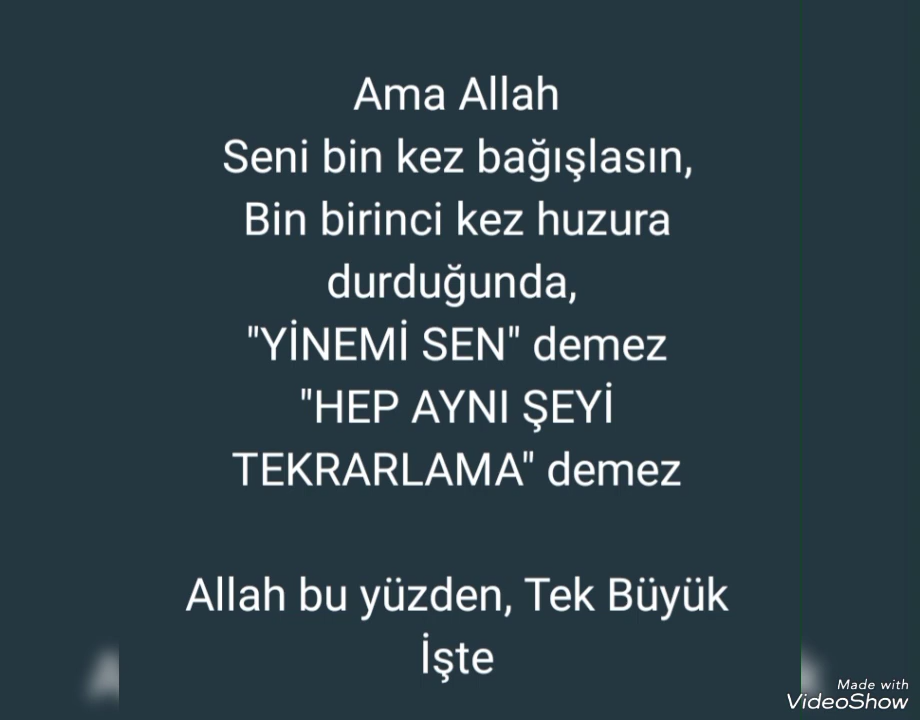 Ama Allah
Seni bin kez bağışlasın,
Bin birinci kez huzura
durduğunda,
"YİNEMİ SEN" demez
"HEP AYNI ŞEYİ
TEKRARLAMA" demez
Allah bu yüzden, Tek Büyük
İşte
Made with
VideoShow